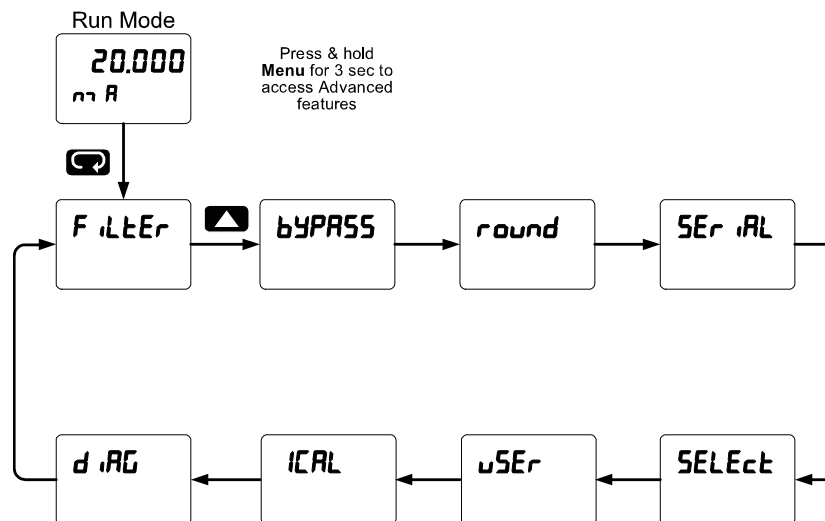 Run Mode
20.000
mA
Press & hold
Menu for 3 sec to
access Advanced
features
FiLtEr
bYPASS
round
SEriAL
diAG
ICAL
uSEr
SELEct